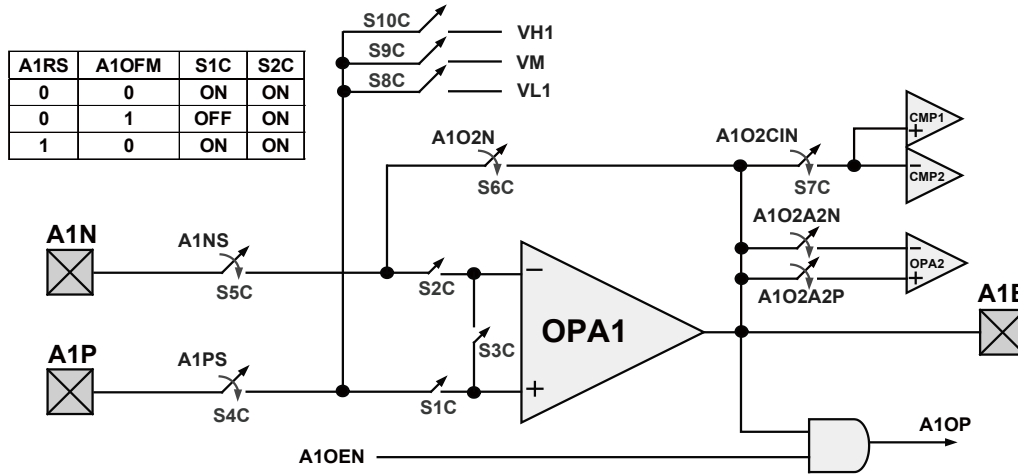 S10C
VH1
S9C
VM
S8C
VL1
A1RS A1OFM S1C S2C
0 0 ON ON
0 1 OFF ON
1 0 ON ON
A1O2N
S6C
A1O2CIN
S7C
CMP1
+
−
CMP2
A1N
A1NS
S5C
S2C
−
A1O2A2N
−
OPA2
+
A1O2A2P
S3C
OPA1
A1P
A1PS
S4C
S1C
+
A1OEN
A1OP